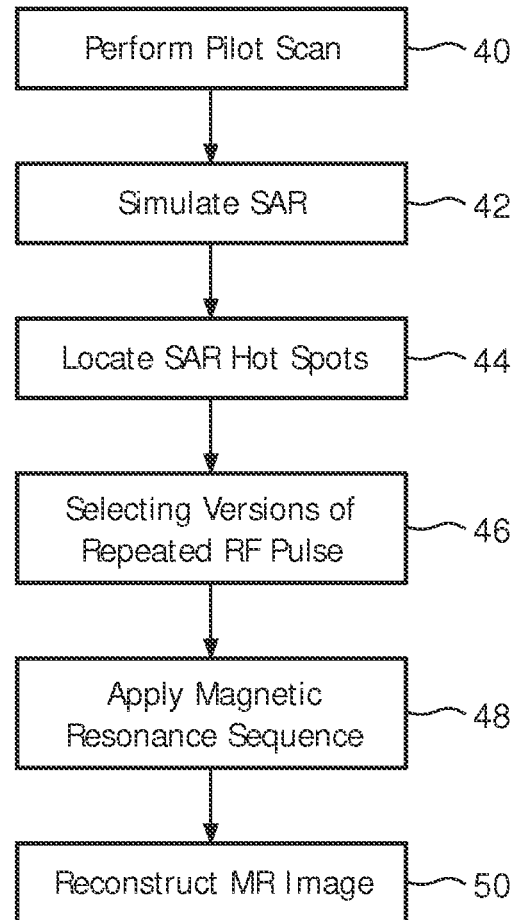 Perform Pilot Scan 40
Simulate SAR 42
Locate SAR Hot Spots 44
Selecting Versions of
Repeated RF Pulse 46
Apply Magnetic
Resonance Sequence 48
Reconstruct MR Image 50